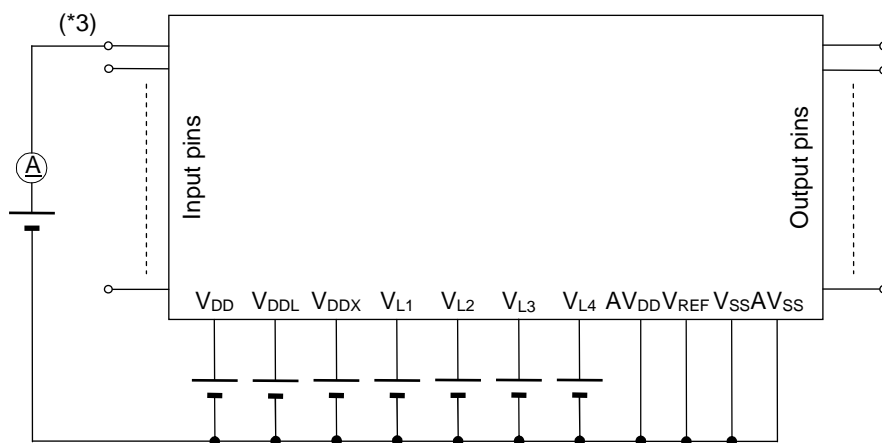 (*3)
A
Input pins
Output pins
VDD VDDL VDDX VL1 VL2 VL3 VL4 AVDD VREF VSS AVSS